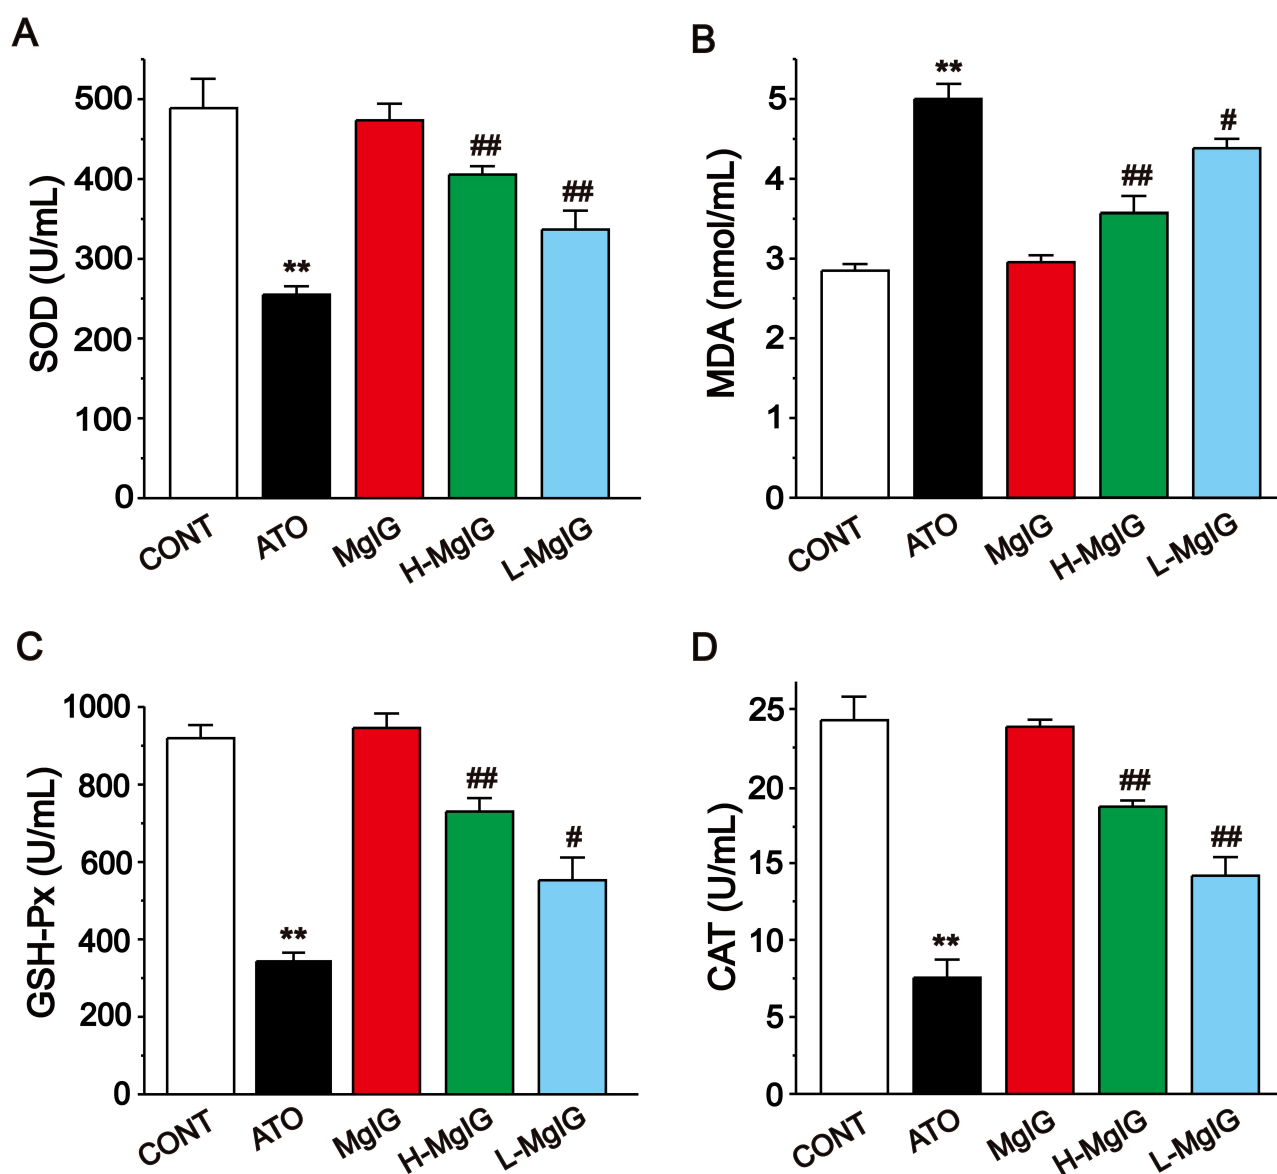 A
SOD (U/mL)
500
400
300
200
100
0
**
##
##
CONT
ATO
MgIG
H-MgIG
L-MgIG
B
MDA (nmol/mL)
5
4
3
2
1
0
**
##
#
CONT
ATO
MgIG
H-MgIG
L-MgIG
C
GSH-Px (U/mL)
1000
800
600
400
200
0
**
##
#
CONT
ATO
MgIG
H-MgIG
L-MgIG
D
CAT (U/mL)
25
20
15
10
5
0
**
##
##
CONT
ATO
MgIG
H-MgIG
L-MgIG